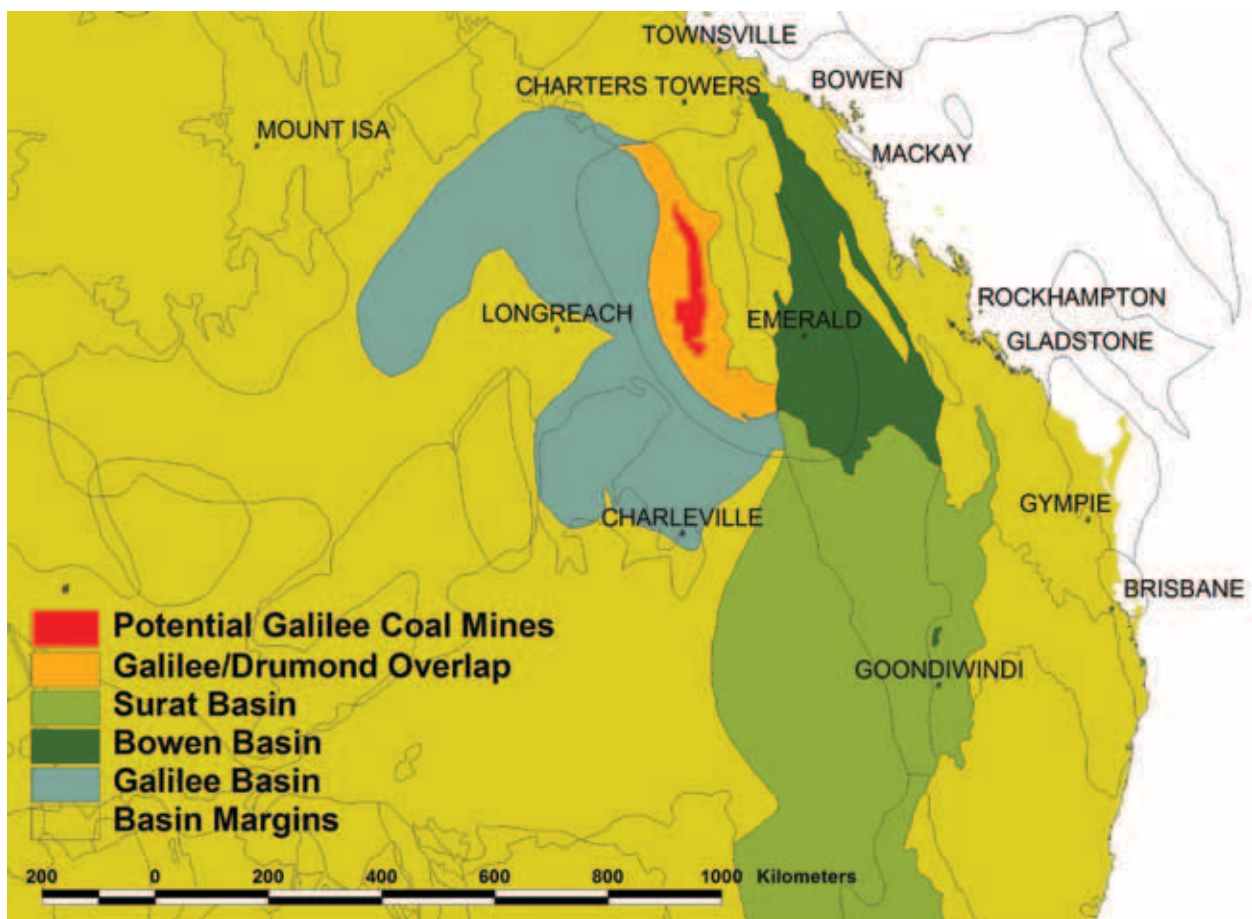 TOWNSVILLE
CHARTERS TOWERS
BOWEN
MOUNT ISA
MACKAY
LONGREACH
EMERALD
ROCKHAMPTON
GLADSTONE
CHARLEVILLE
GYMPIE
BRISBANE
GOONDIWINDI
Potential Galilee Coal Mines
Galilee/Drumond Overlap
Surat Basin
Bowen Basin
Galilee Basin
Basin Margins
200 0 200 400 600 800 1000 Kilometers